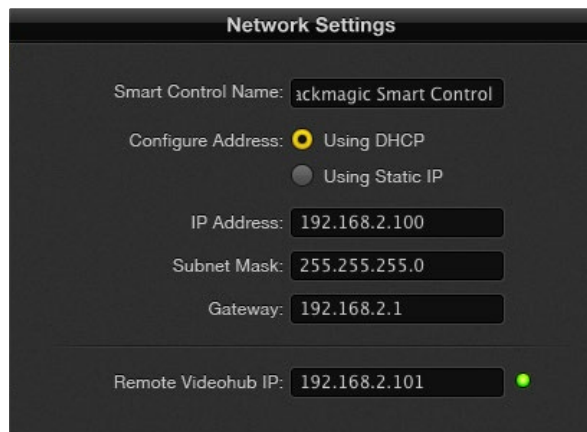 Network Settings
Smart Control Name: ackmagic Smart Control
Configure Address: Using DHCP
Using Static IP
IP Address: 192.168.2.100
Subnet Mask: 255.255.255.0
Gateway: 192.168.2.1
Remote Videohub IP: 192.168.2.101